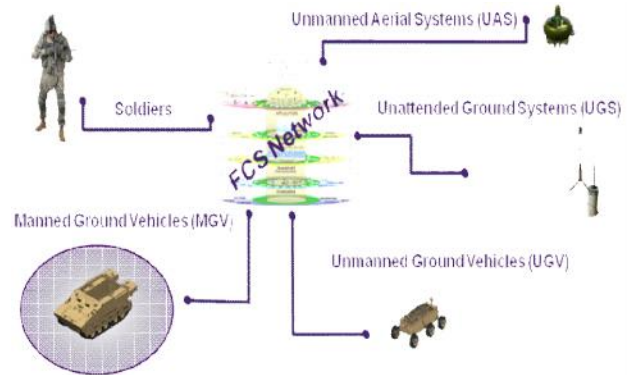 Unmanned Aerial Systems (UAS)
Soldiers
FCS Network
Unattended Ground Systems (UGS)
Manned Ground Vehicles (MGV)
Unmanned Ground Vehicles (UGV)